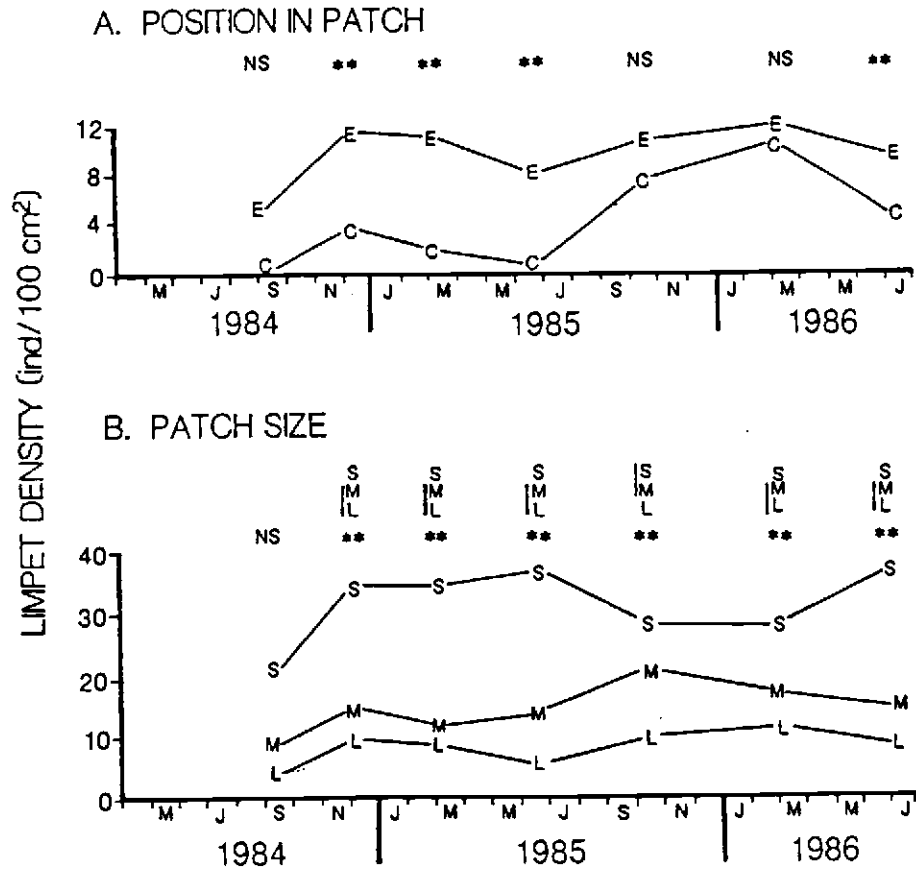 A. POSITION IN PATCH
NS ** ** ** NS NS **
12
8
4
0
E E E E E E E
C C C C C C C
M J S N J M M J S N J M M J
1984 1985 1986
LIMPET DENSITY (ind/100 cm²)
B. PATCH SIZE
S S S S S S
M M M M M M
L L L L L L
NS ** ** ** ** ** **
40
30
20
10
0
S S S S S S S
M M M M M M M
L L L L L L L
M J S N J M M J S N J M M J
1984 1985 1986